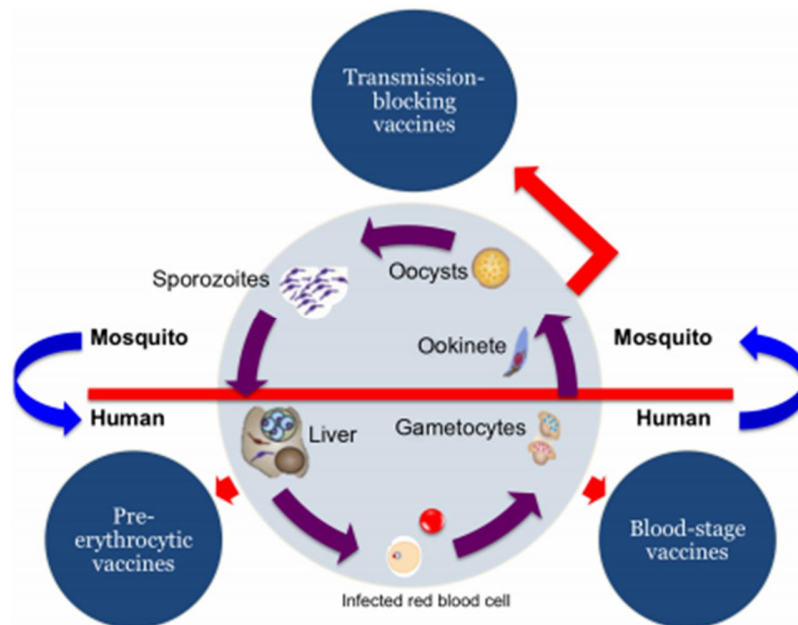 Transmission-
blocking
vaccines
Sporozoites
Oocysts
Mosquito
Ookinete
Mosquito
Human
Liver
Gametocytes
Human
Pre-
erythrocytic
vaccines
Infected red blood cell
Blood-stage
vaccines